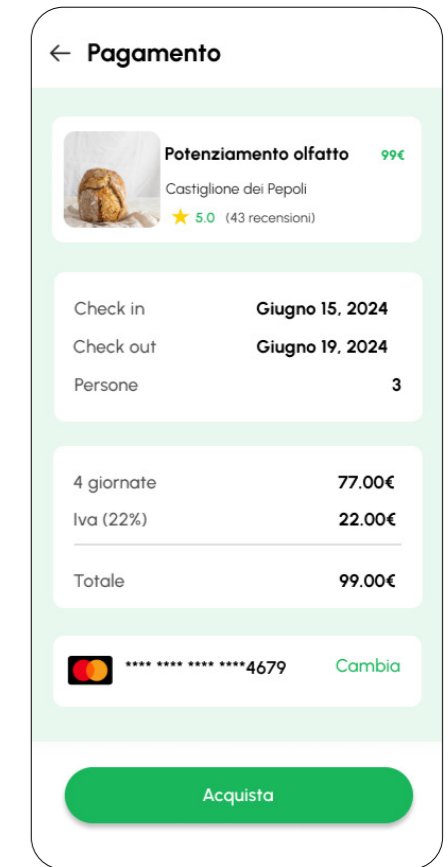 ← Pagamento
Potenziamento olfatto 99€
Castiglione dei Pepoli
★ 5.0 (43 recensioni)
Check in Giugno 15, 2024
Check out Giugno 19, 2024
Persone 3
4 giornate 77.00€
Iva (22%) 22.00€
Totale 99.00€
**** **** **** ****4679 Cambia
Acquista